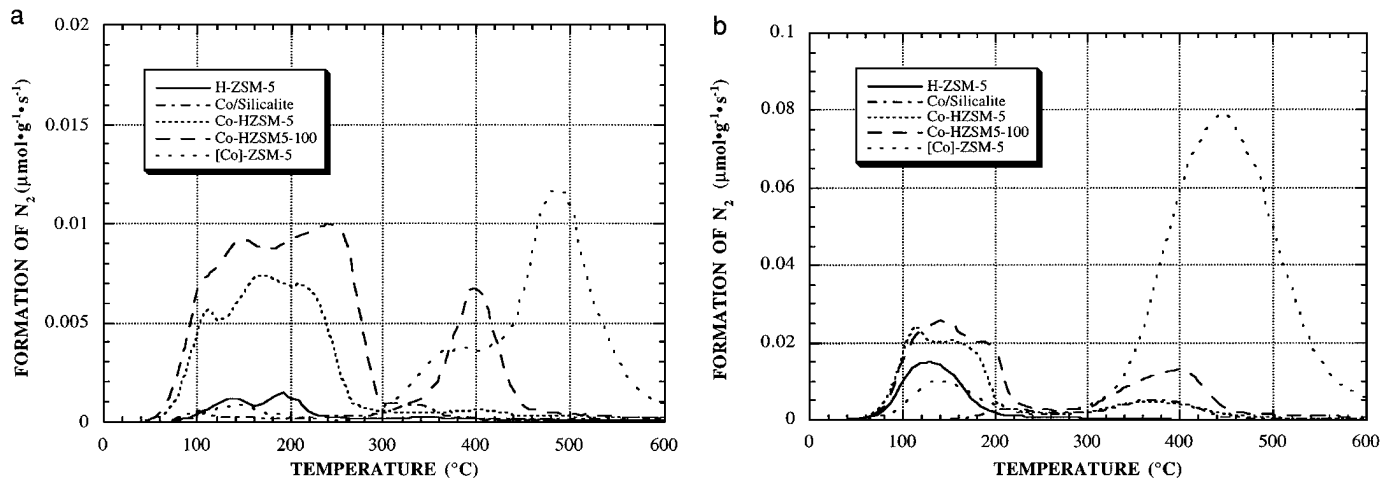 a
FORMATION OF N2 (μmol•g-1•s-1)
0.02
0.015
0.01
0.005
0
H-ZSM-5
Co/Silicalite
Co-HZSM-5
Co-HZSM5-100
[Co]-ZSM-5
0 100 200 300 400 500 600
TEMPERATURE (°C)
b
FORMATION OF N2 (μmol•g-1•s-1)
0.1
0.08
0.06
0.04
0.02
0
H-ZSM-5
Co/Silicalite
Co-HZSM-5
Co-HZSM5-100
[Co]-ZSM-5
0 100 200 300 400 500 600
TEMPERATURE (°C)